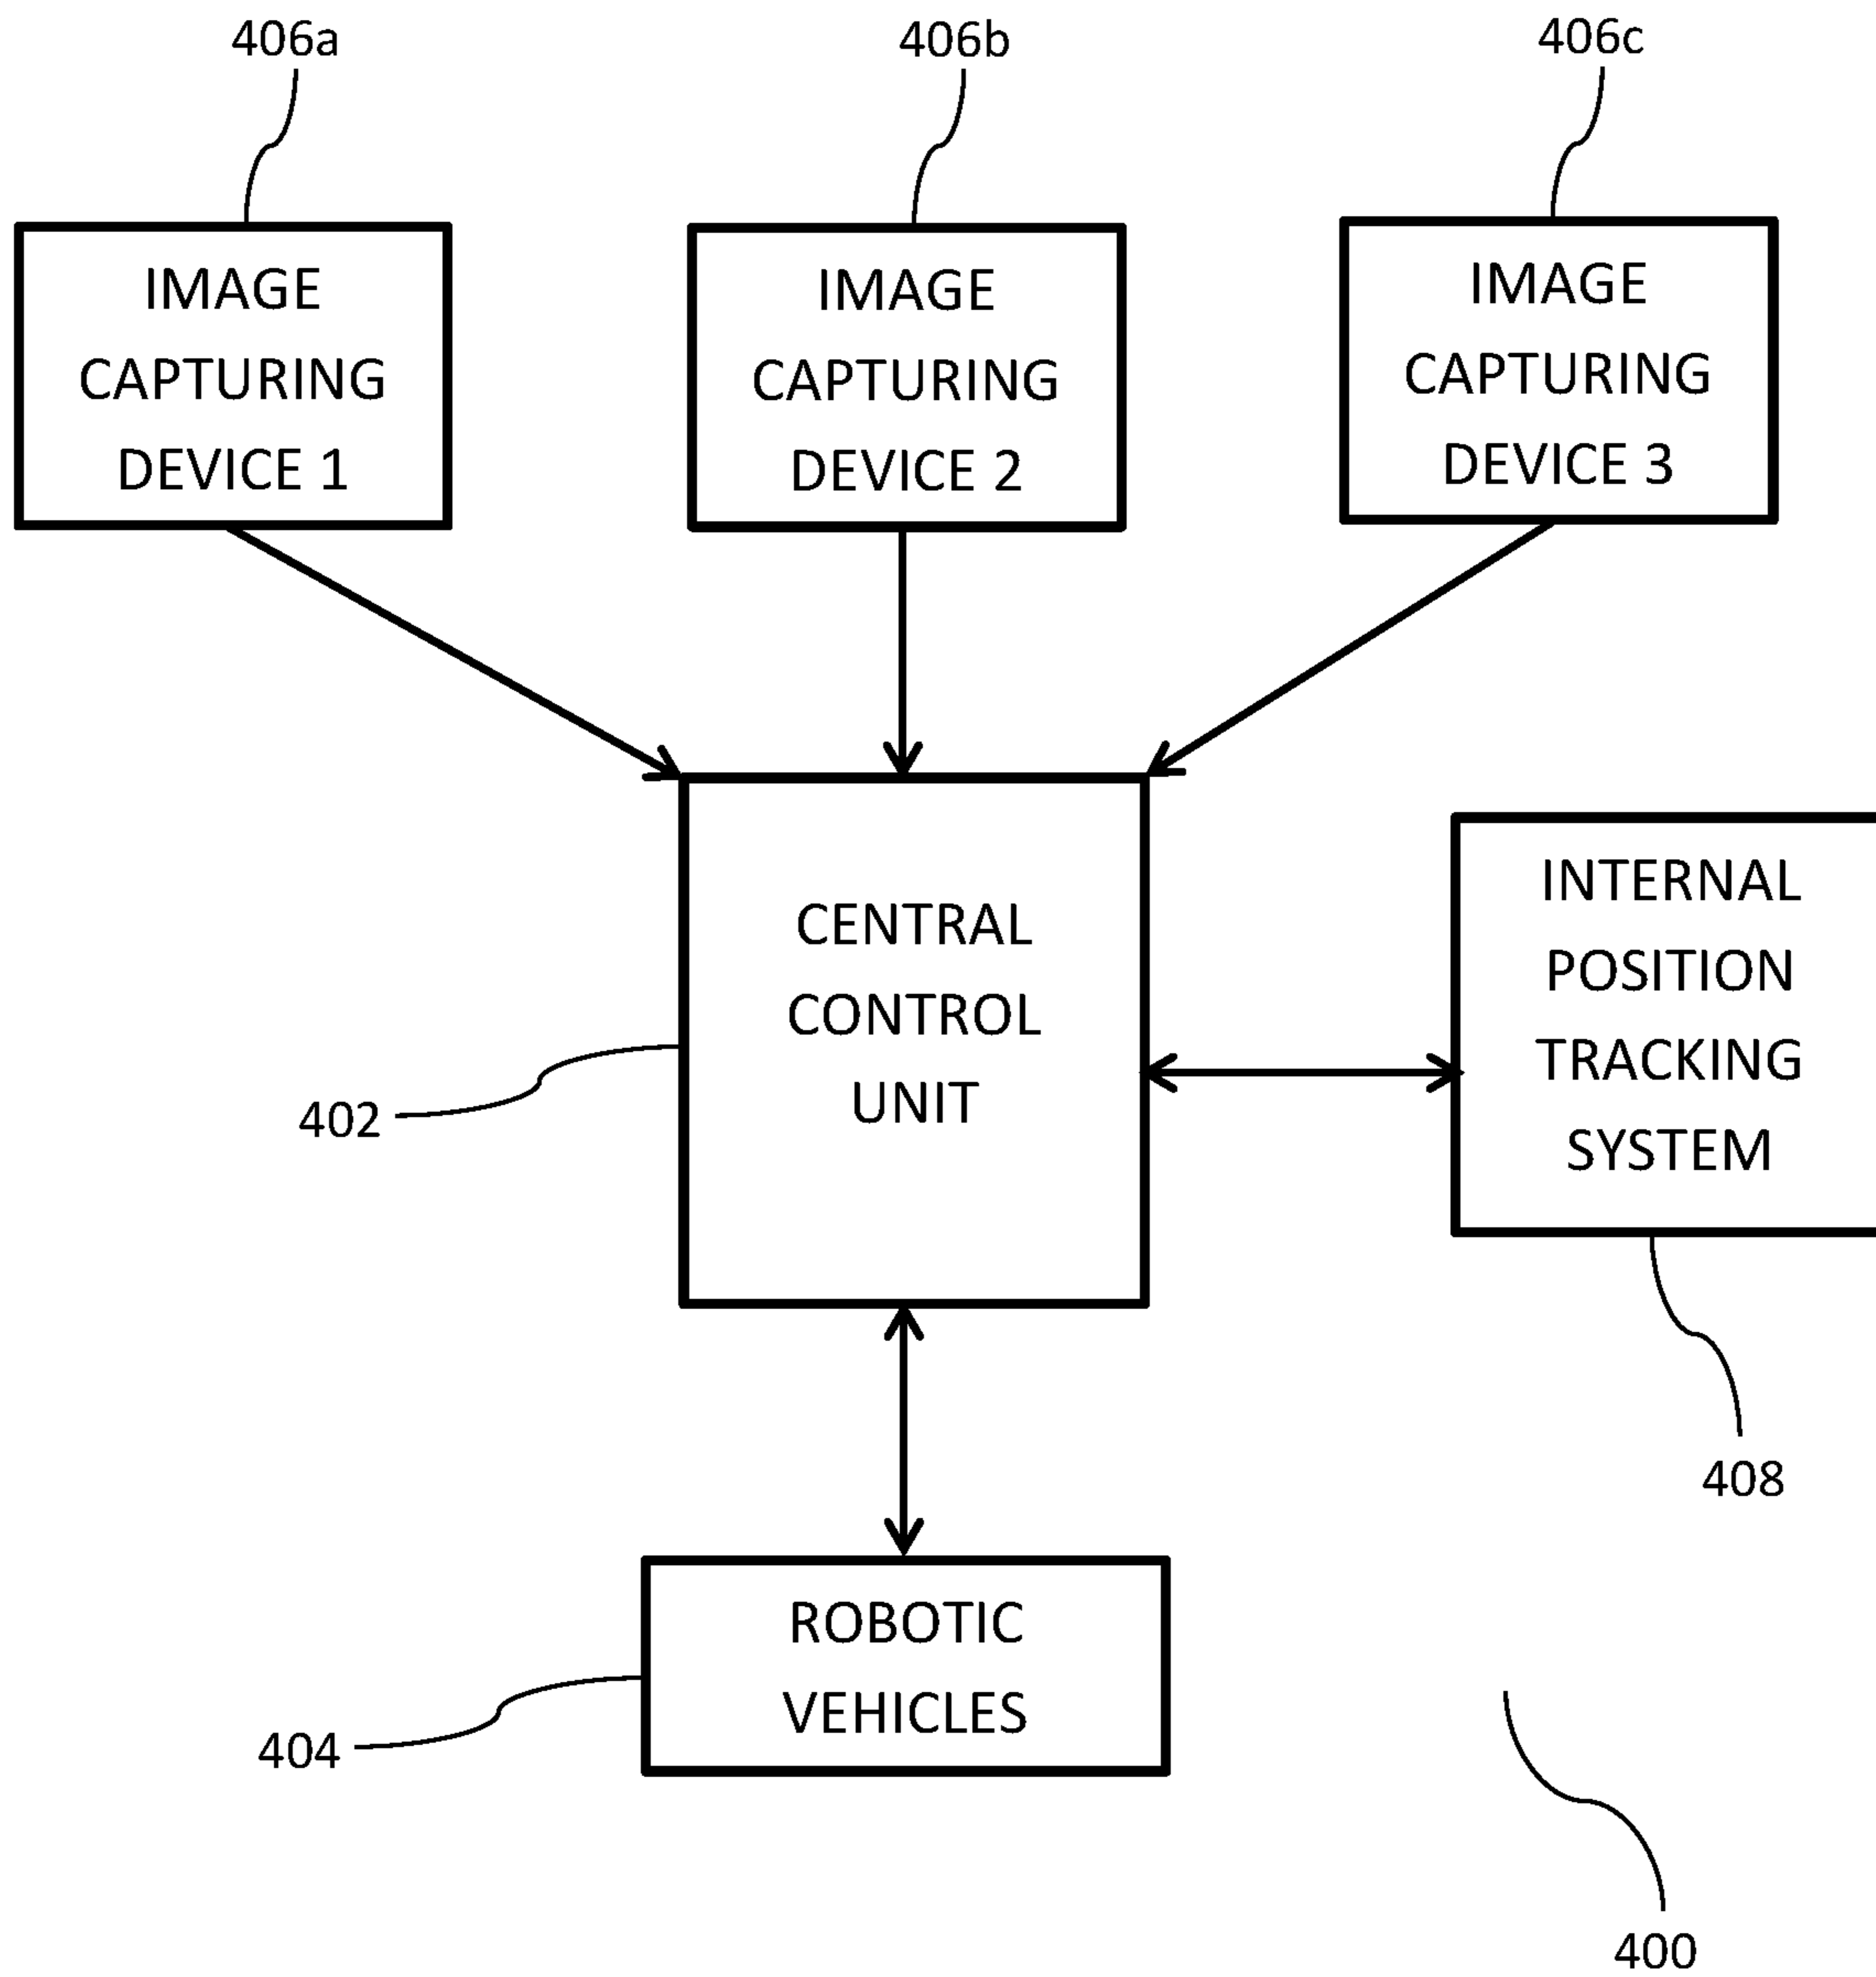 406a
406b
406c
IMAGE
CAPTURING
DEVICE 1
IMAGE
CAPTURING
DEVICE 2
IMAGE
CAPTURING
DEVICE 3
CENTRAL
CONTROL
UNIT
402
INTERNAL
POSITION
TRACKING
SYSTEM
408
ROBOTIC
VEHICLES
404
400